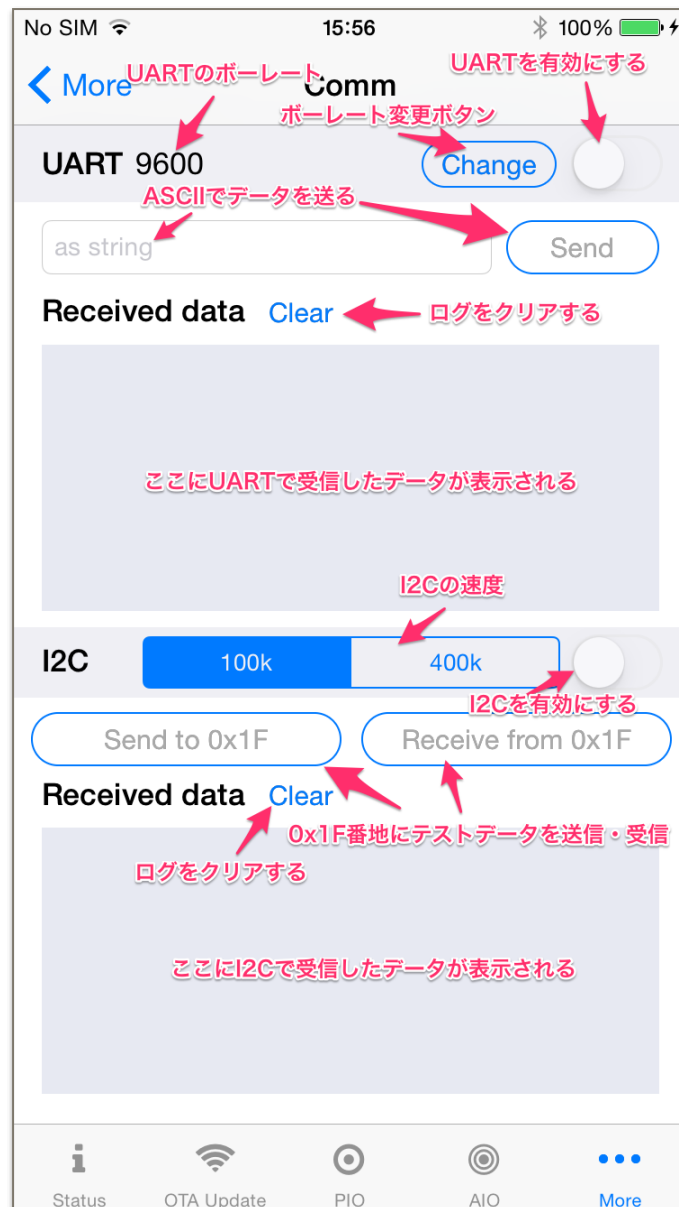 No SIM 15:56 100%
More Comm
UARTのボーレート
UARTを有効にする
ボーレート変更ボタン
UART 9600 Change
ASCIIでデータを送る
as string Send
Received data Clear ログをクリアする
ここにUARTで受信したデータが表示される
I2Cの速度
I2C 100k 400k
I2Cを有効にする
Send to 0x1F Receive from 0x1F
Received data Clear
0x1F番地にテストデータを送信・受信
ログをクリアする
ここにI2Cで受信したデータが表示される
Status OTA Update PIO AIO More